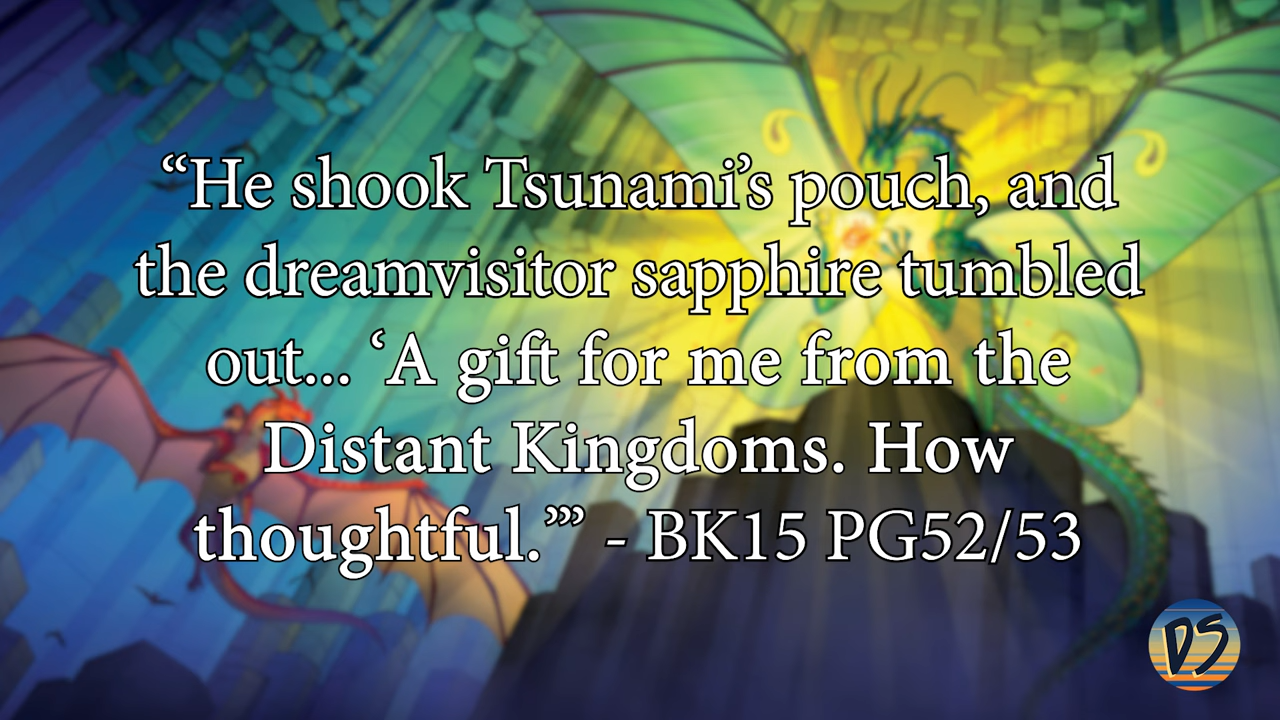 “He shook Tsunami’s pouch, and
the dreamvisitor sapphire tumbled
out... ‘A gift for me from the
Distant Kingdoms. How
thoughtful.’” - BK15 PG52/53
DS